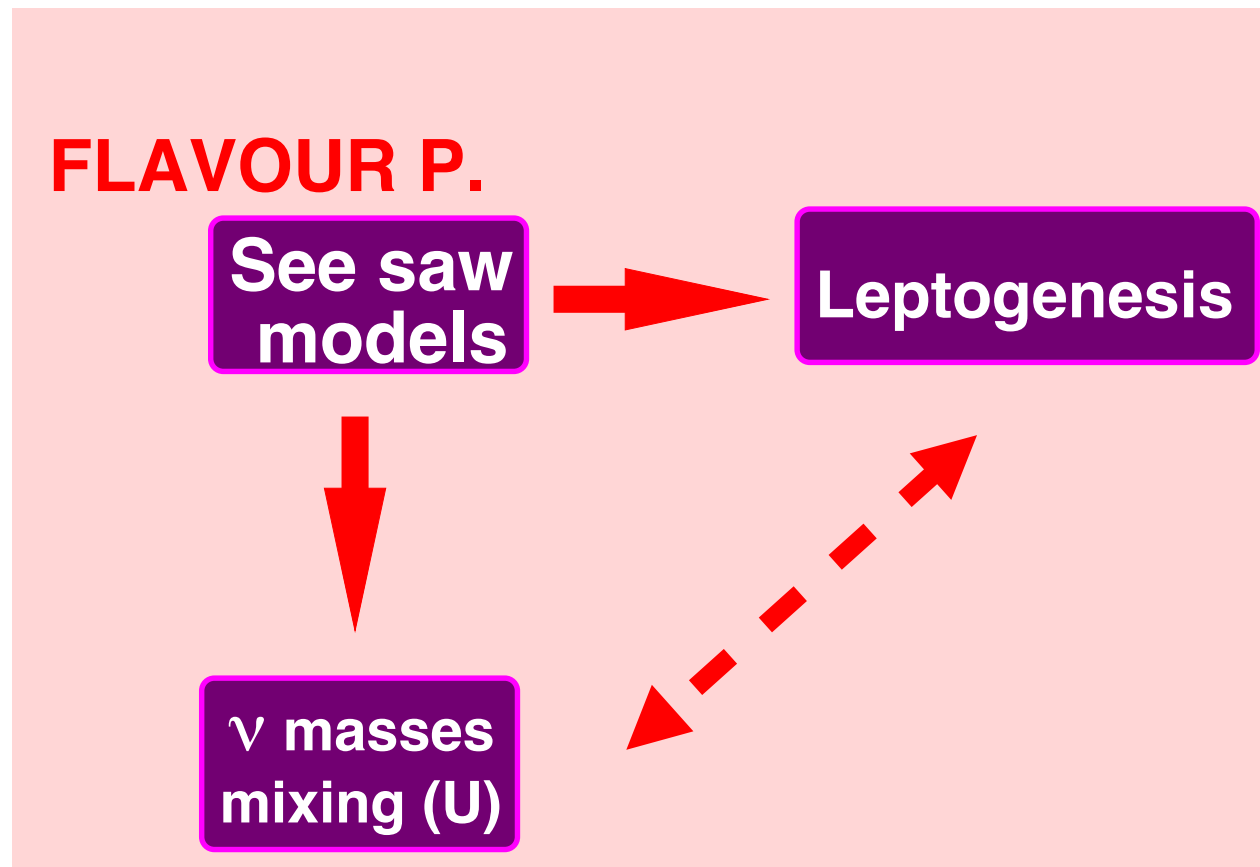 FLAVOUR P.
See saw
models
Leptogenesis
ν masses
mixing (U)